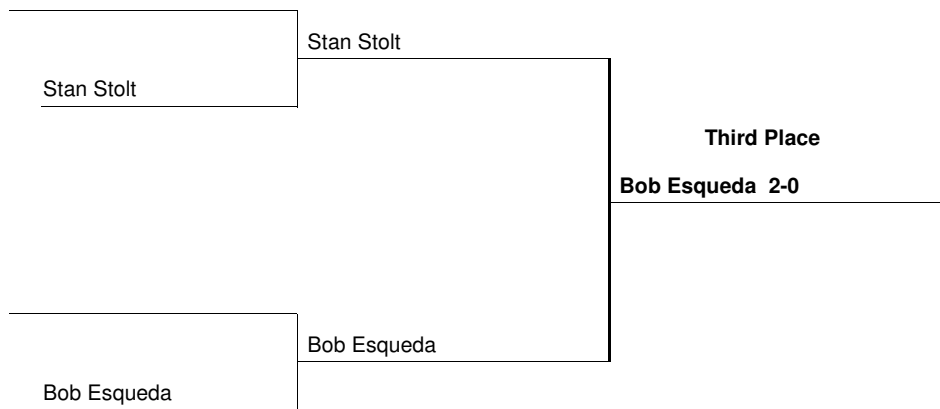 Stan Stolt
Stan Stolt
Third Place
Bob Esqueda 2-0
Bob Esqueda
Bob Esqueda